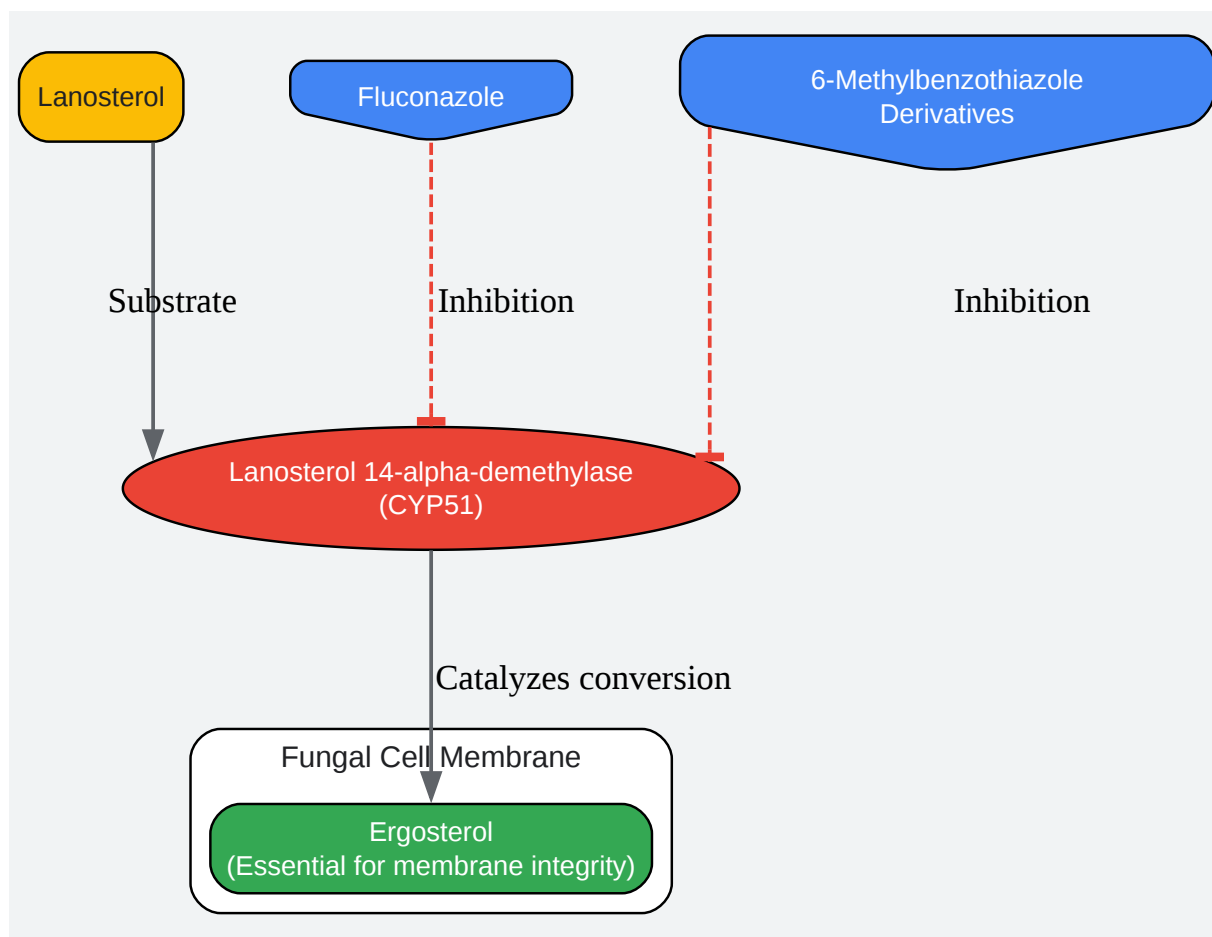 Lanosterol
Fluconazole
6-Methylbenzothiazole
Derivatives
Substrate
Inhibition
Inhibition
Lanosterol 14-alpha-demethylase
(CYP51)
Catalyzes conversion
Fungal Cell Membrane
Ergosterol
(Essential for membrane integrity)